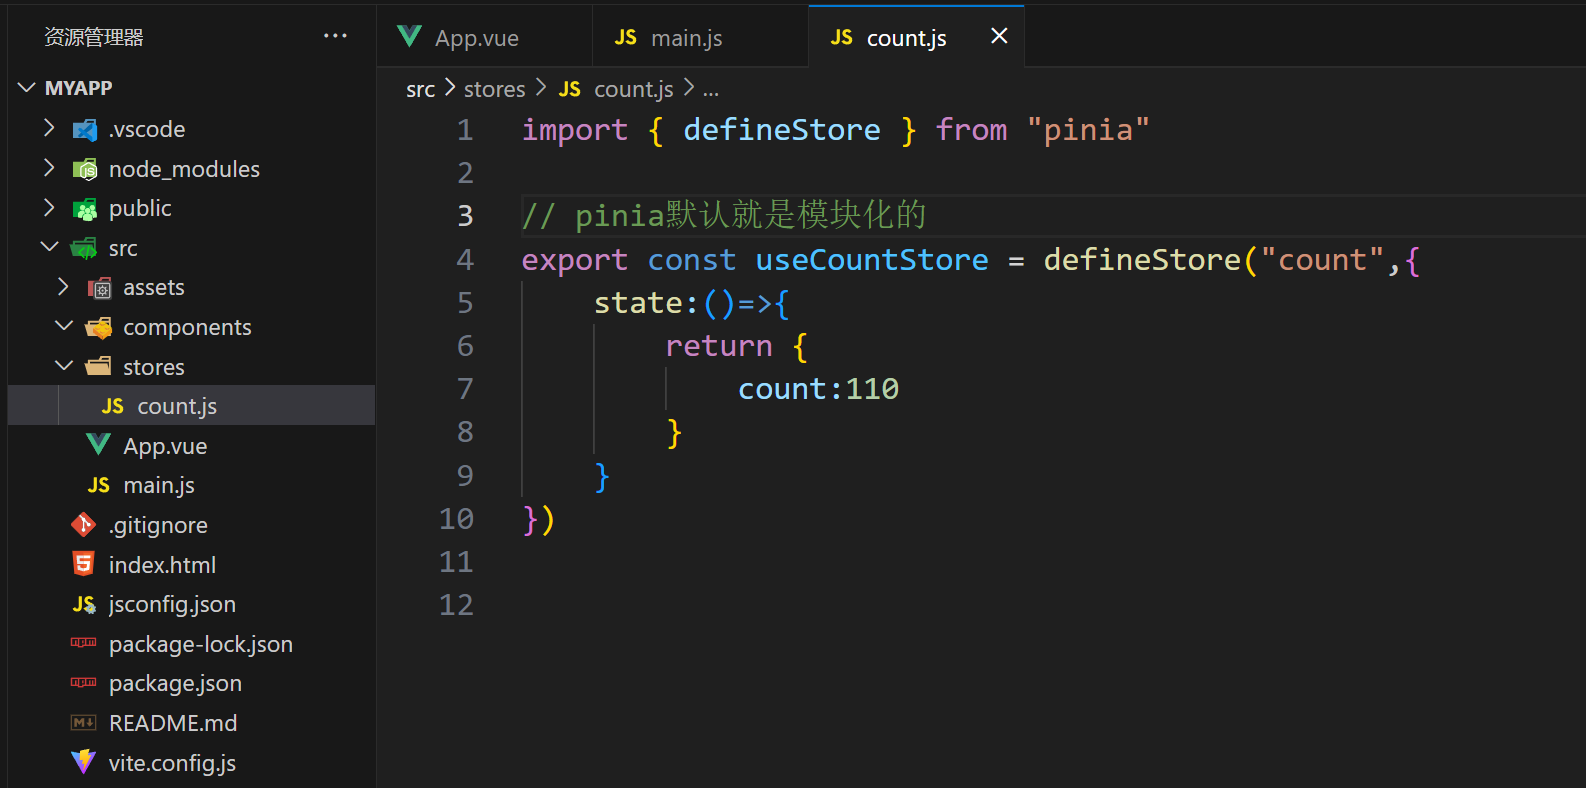 资源管理器 ...
MYAPP
.vscode
node_modules
public
src
assets
components
stores
JS count.js
App.vue
JS main.js
.gitignore
index.html
JS jsconfig.json
package-lock.json
package.json
README.md
vite.config.js
App.vue
JS main.js
JS count.js
src > stores > JS count.js > ...
1 import { defineStore } from "pinia"
2
3 // pinia默认就是模块化的
4 export const useCountStore = defineStore("count",{
5 state:()=>{
6 return {
7 count:110
8 }
9 }
10 })
11
12